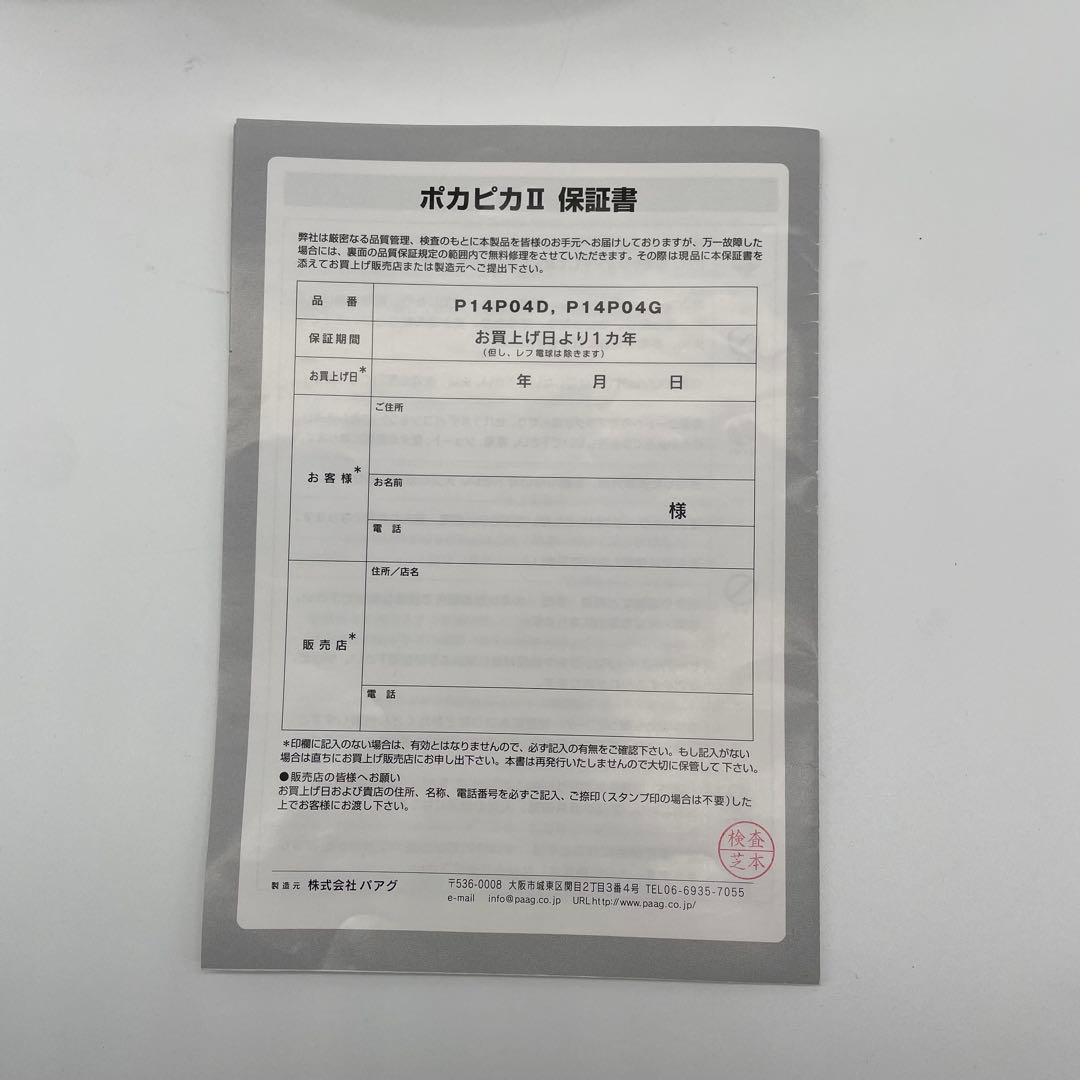 ポカピカⅡ 保証書
弊社は厳密なる品質管理、検査のもとに本製品を皆様のお手元へお届けしておりますが、万一故障した
場合には、裏面の品質保証規定の範囲内で無料修理をさせていただきます。その際は現品に本保証書を
添えてお買上げ販売店または製造元へご提出下さい。
品 番
P14P04D, P14P04G
保証期間
お買上げ日より1カ年
(但し、レフ電球は除きます)
お買上げ日*
年 月 日
お客様*
ご住所
お名前
様
電 話
販売店*
住所/店名
電 話
*印欄に記入のない場合は、有効とはなりませんので、必ず記入の有無をご確認下さい。もし記入がない
場合は直ちにお買上げ販売店にお申し出下さい。本書は再発行いたしませんので大切に保管して下さい。
●販売店の皆様へお願い
お買上げ日および貴店の住所、名称、電話番号を必ずご記入、ご捺印(スタンプ印の場合は不要)した
上でお客様にお渡し下さい。
検査
芝本
製造元 株式会社パアグ
〒536-0008 大阪市城東区関目2丁目3番4号 TEL06-6935-7055
e-mail info@paag.co.jp URL http://www.paag.co.jp/